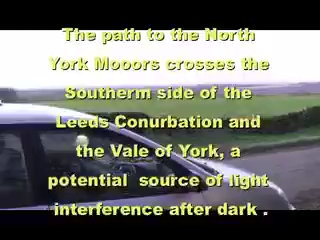 The path to the North
York Mooors crosses the
Southerm side of the
Leeds Conurbation and
the Vale of York, a
potential source of light
interference after dark .